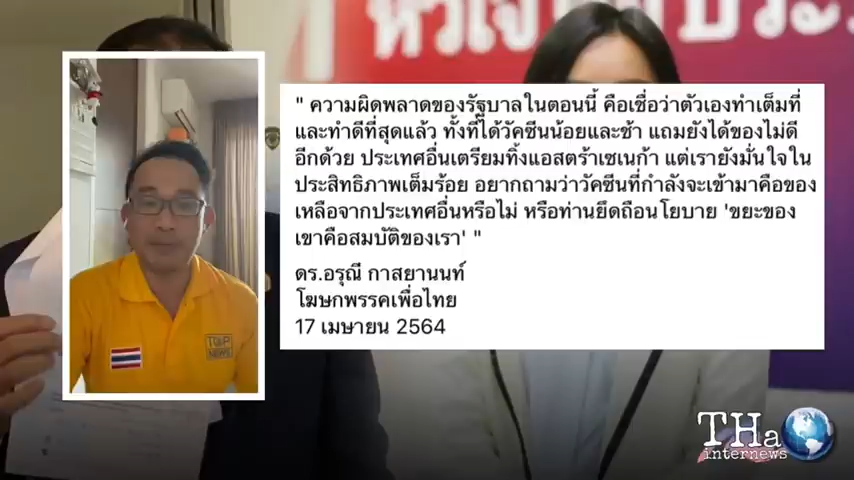 " ความผิดพลาดของรัฐบาลในตอนนี้ คือเชื่อว่าตัวเองทำเต็มที่
และทำดีที่สุดแล้ว ทั้งที่ได้วัคซีนน้อยและช้า แถมยังได้ของไม่ดี
อีกด้วย ประเทศอื่นเตรียมทิ้งแอสตร้าเซเนก้า แต่เรายังมั่นใจใน
ประสิทธิภาพเต็มร้อย อยากถามว่าวัคซีนที่กำลังจะเข้ามาคือของ
เหลือจากประเทศอื่นหรือไม่ หรือท่านยึดถือนโยบาย 'ขยะของ
เขาคือสมบัติของเรา' "
ดร.อรุณี กาสยานนท์
โฆษกพรรคเพื่อไทย
17 เมษายน 2564
TOP
NEWS
THa
internews